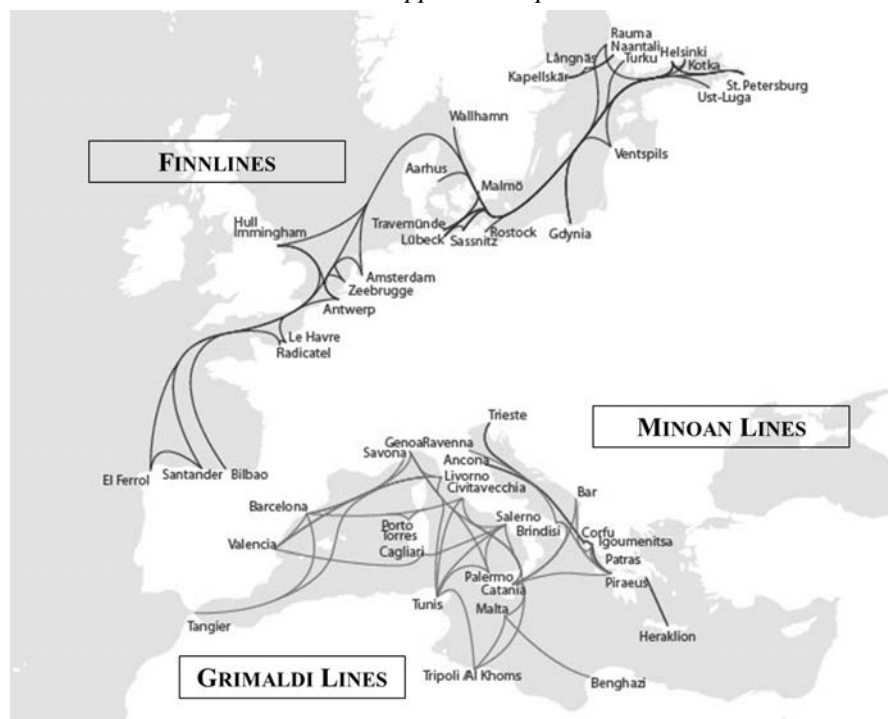 Rauma
Naantali
Långnäs
Turku
Helsinki
Kotka
Kapellskär
St. Petersburg
Ust-Luga
Wallhamn
FINNLINES
Aarhus
Ventspils
Malmö
Hull
Immingham
Travemünde
Lübeck
Sassnitz
Rostock
Gdynia
Amsterdam
Zeebrugge
Antwerp
Le Havre
Radicatel
Trieste
MINOAN LINES
El Ferrol
Santander
Bilbao
Genoa
Ravenna
Savona
Ancona
Livorno
Civitavecchia
Bar
Barcelona
Valencia
Porto
Torres
Cagliari
Salerno
Brindisi
Corfu
Igoumenitsa
Patras
Piraeus
Palermo
Catania
Tunis
Malta
Tangier
Heraklion
GRIMALDI LINES
Tripoli Al Khoms
Benghazi